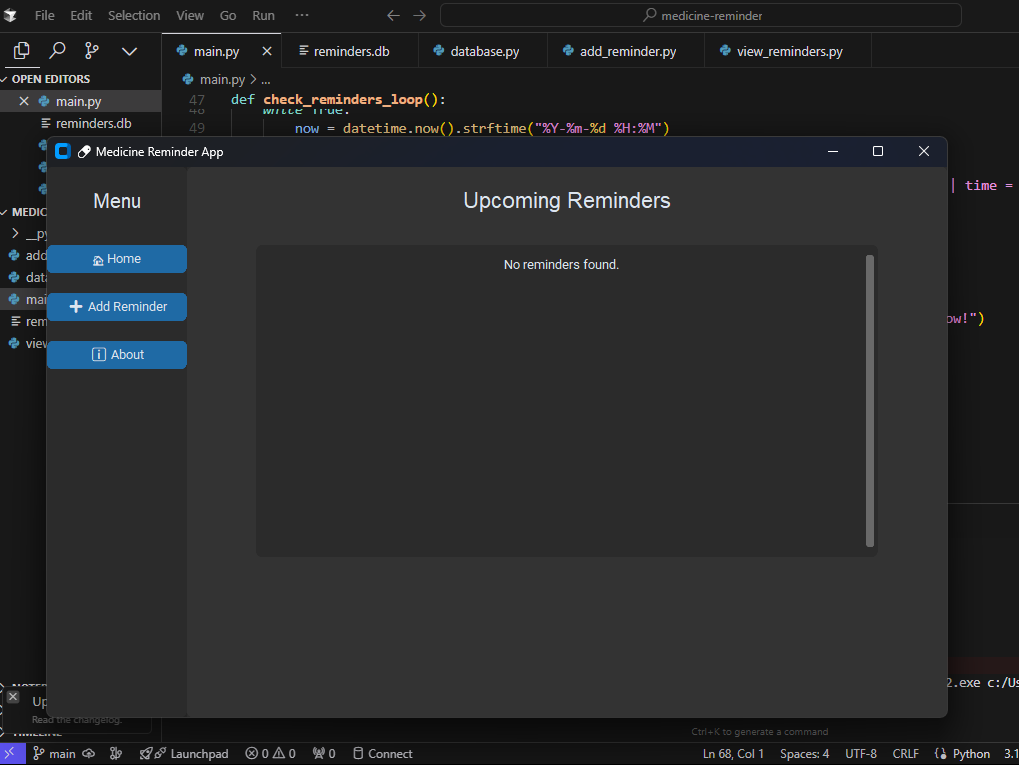 File Edit Selection View Go Run ···
medicine-reminder
main.py
reminders.db
database.py
add_reminder.py
view_reminders.py
OPEN EDITORS
main.py
reminders.db
main.py > ...
47 def check_reminders_loop():
48 while True:
49 now = datetime.now().strftime("%Y-%m-%d %H:%M")
| time =
ow!")
2.exe c:/Us
MEDIC
__py
add
data
mai
rem
view
Medicine Reminder App
Menu
Home
Add Reminder
About
Upcoming Reminders
No reminders found.
Up
Read the changelog.
TIMELINE
Ctrl+K to generate a command
main
Launchpad
0 0
0
Connect
Ln 68, Col 1
Spaces: 4
UTF-8
CRLF
Python
3.1